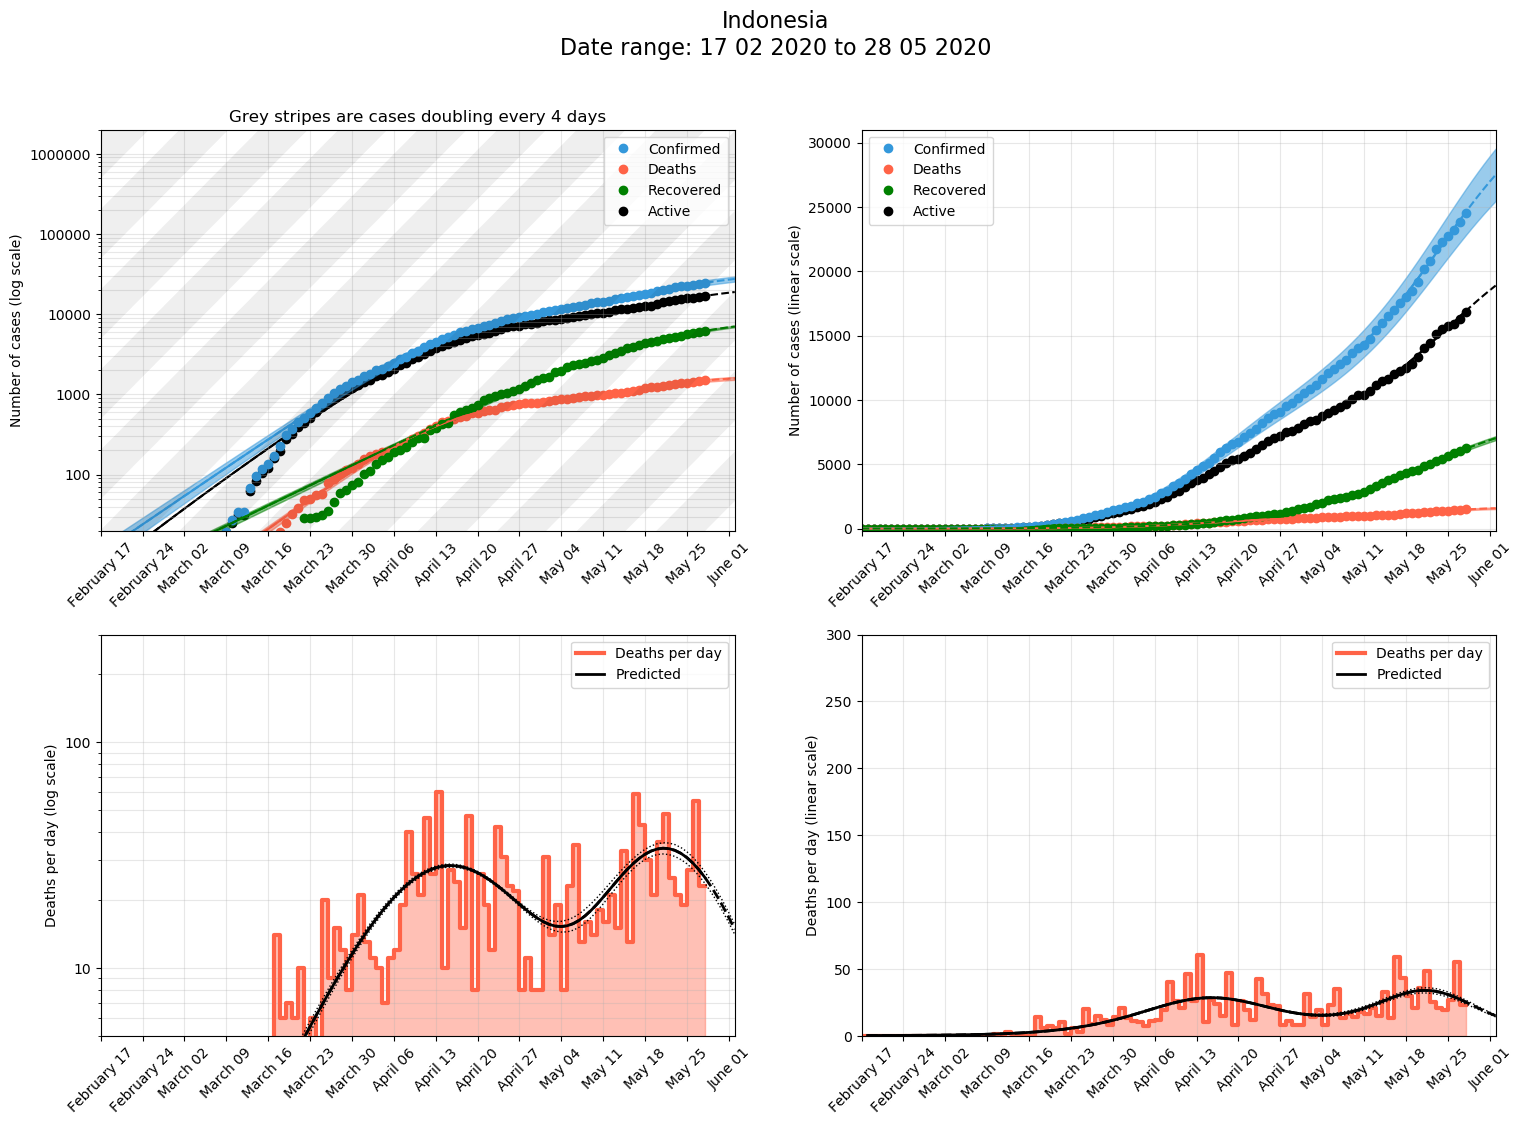 Indonesia
Date range: 17 02 2020 to 28 05 2020
Grey stripes are cases doubling every 4 days
Number of cases (log scale)
1000000
100000
10000
1000
100
Confirmed
Deaths
Recovered
Active
February 17
February 24
March 02
March 09
March 16
March 23
March 30
April 06
April 13
April 20
April 27
May 04
May 11
May 18
May 25
June 01
Number of cases (linear scale)
30000
25000
20000
15000
10000
5000
0
Confirmed
Deaths
Recovered
Active
February 17
February 24
March 02
March 09
March 16
March 23
March 30
April 06
April 13
April 20
April 27
May 04
May 11
May 18
May 25
June 01
Deaths per day (log scale)
100
10
Deaths per day
Predicted
February 17
February 24
March 02
March 09
March 16
March 23
March 30
April 06
April 13
April 20
April 27
May 04
May 11
May 18
May 25
June 01
Deaths per day (linear scale)
300
250
200
150
100
50
0
Deaths per day
Predicted
February 17
February 24
March 02
March 09
March 16
March 23
March 30
April 06
April 13
April 20
April 27
May 04
May 11
May 18
May 25
June 01